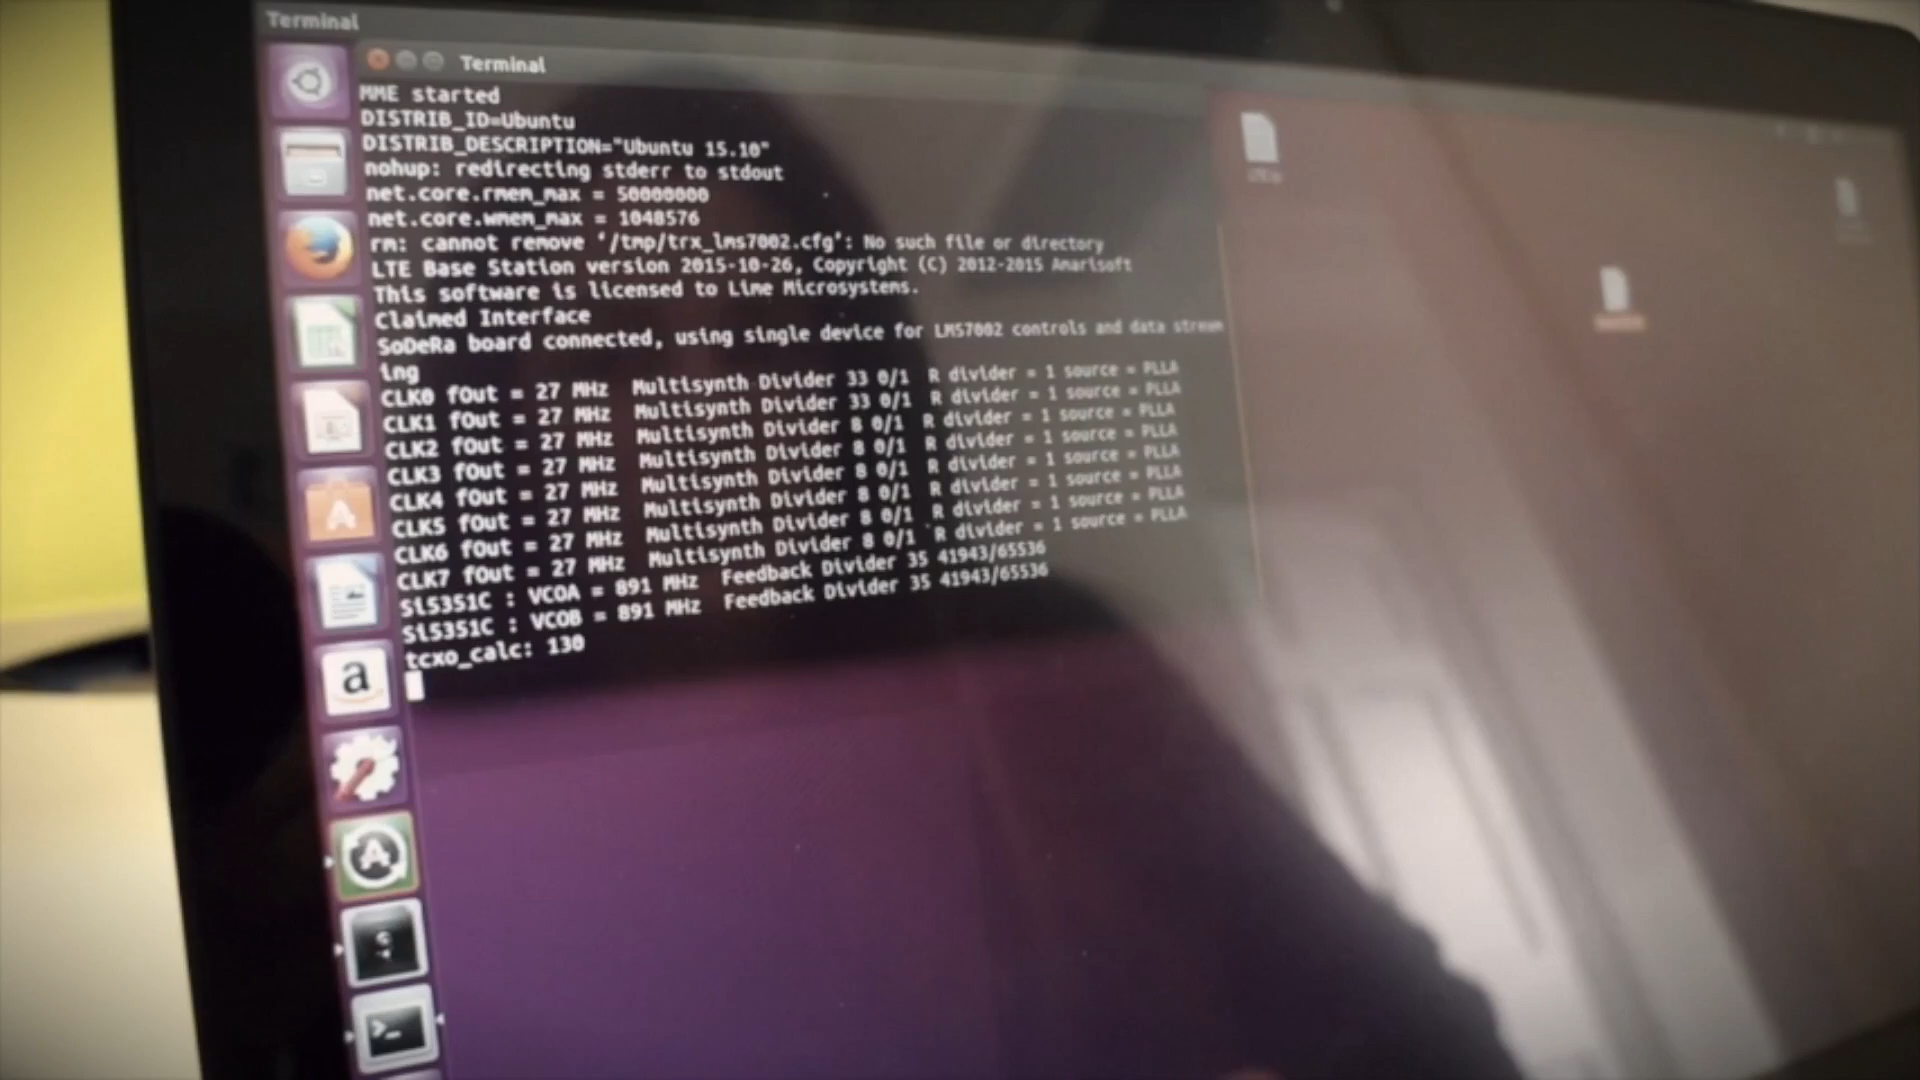 Terminal
Terminal
MME started
DISTRIB_ID=Ubuntu
DISTRIB_DESCRIPTION="Ubuntu 15.10"
nohup: redirecting stderr to stdout
net.core.rmem_max = 50000000
net.core.wmem_max = 1048576
rm: cannot remove '/tmp/trx_lms7002.cfg': No such file or directory
LTE Base Station version 2015-10-26, Copyright (C) 2012-2015 Amarisoft
This software is licensed to Lime Microsystems.
Claimed Interface
SoDeRa board connected, using single device for LMS7002 controls and data stream
ing
CLK0 fOut = 27 MHz  Multisynth Divider 33 0/1  R divider = 1 source = PLLA
CLK1 fOut = 27 MHz  Multisynth Divider 33 0/1  R divider = 1 source = PLLA
CLK2 fOut = 27 MHz  Multisynth Divider 8 0/1  R divider = 1 source = PLLA
CLK3 fOut = 27 MHz  Multisynth Divider 8 0/1  R divider = 1 source = PLLA
CLK4 fOut = 27 MHz  Multisynth Divider 8 0/1  R divider = 1 source = PLLA
CLK5 fOut = 27 MHz  Multisynth Divider 8 0/1  R divider = 1 source = PLLA
CLK6 fOut = 27 MHz  Multisynth Divider 8 0/1  R divider = 1 source = PLLA
CLK7 fOut = 27 MHz  Multisynth Divider 8 0/1  R divider = 1 source = PLLA
Si5351C : VCOA = 891 MHz  Feedback Divider 35 41943/65536
Si5351C : VCOB = 891 MHz  Feedback Divider 35 41943/65536
tcxo_calc: 130